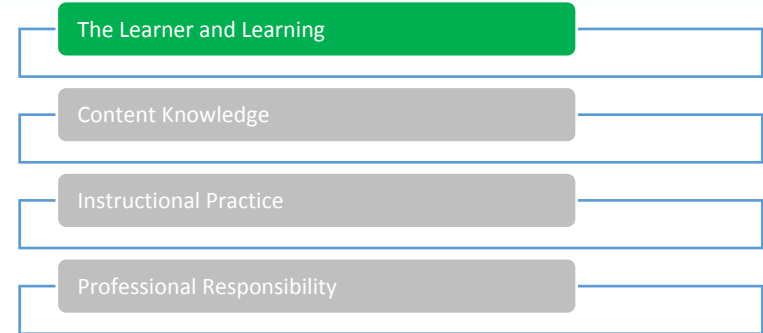 The Learner and Learning
Content Knowledge
Instructional Practice
Professional Responsibility